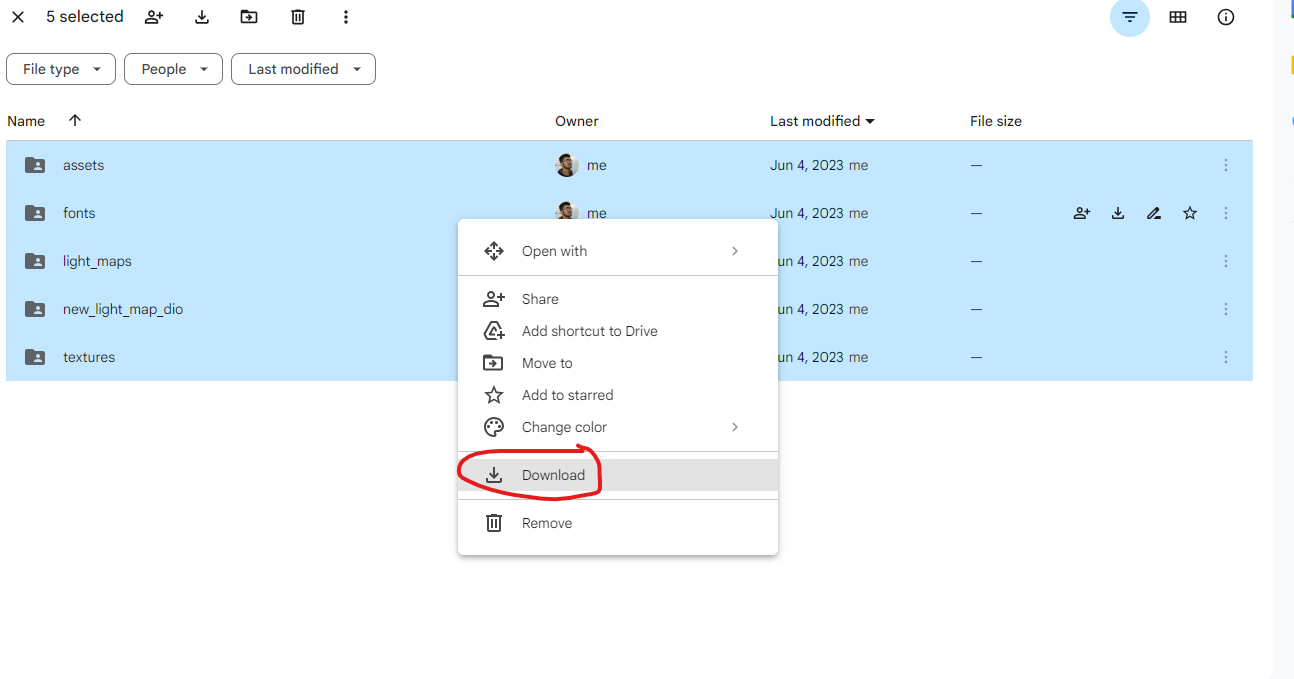 5 selected
File type People Last modified
Name Owner Last modified File size
assets me Jun 4, 2023 me —
fonts me Jun 4, 2023 me —
light_maps un 4, 2023 me —
new_light_map_dio un 4, 2023 me —
textures un 4, 2023 me —
Open with
Share
Add shortcut to Drive
Move to
Add to starred
Change color
Download
Remove